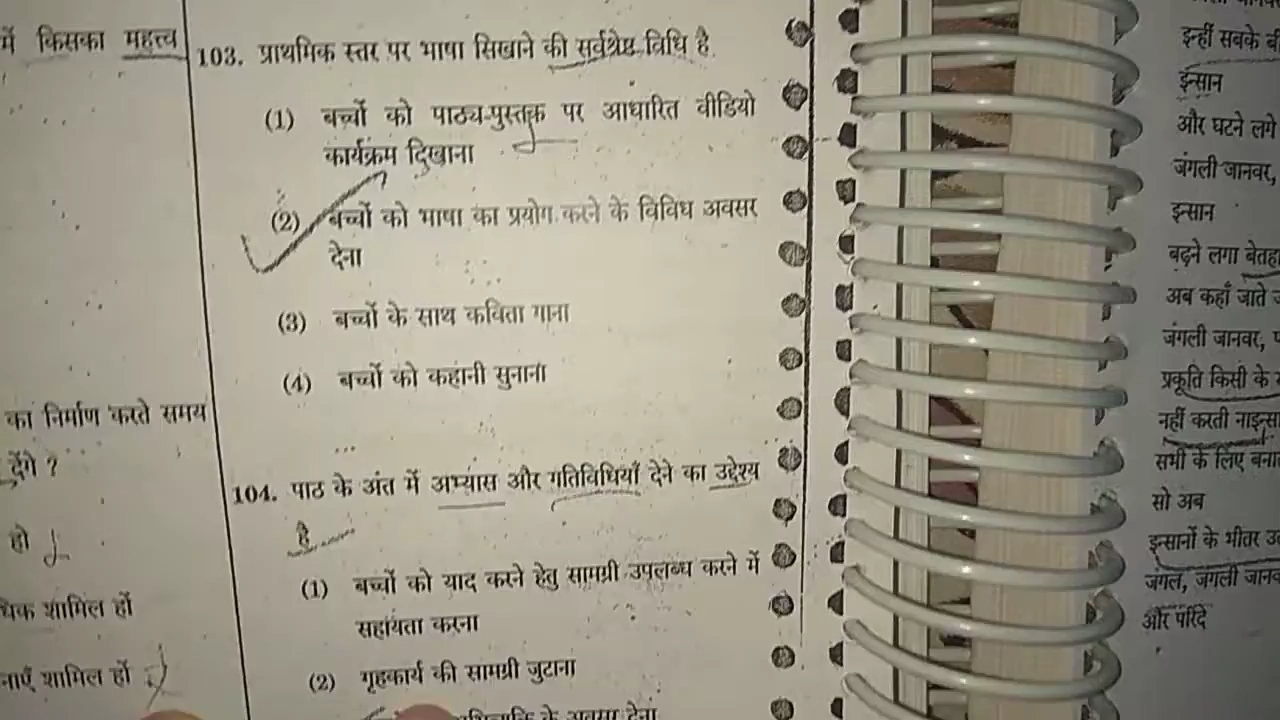 में किसका महत्त्व
का निर्माण करते समय
देंगे ?
हो
धिक शामिल हों
नाएँ शामिल हों
103. प्राथमिक स्तर पर भाषा सिखाने की सर्वश्रेष्ठ विधि है
(1) बच्चों को पाठ्य-पुस्तक पर आधारित वीडियो
कार्यक्रम दिखाना
(2) बच्चों को भाषा का प्रयोग करने के विविध अवसर
देना
(3) बच्चों के साथ कविता गाना
(4) बच्चों को कहानी सुनाना
104. पाठ के अंत में अभ्यास और गतिविधियाँ देने का उद्देश्य
है
(1) बच्चों को याद करने हेतु सामग्री उपलब्ध करने में
सहायता करना
(2) गृहकार्य की सामग्री जुटाना
के अवसर देना
इन्हीं सबके
इन्सान
और घटने लगे
जंगली जानवर,
इन्सान
बढ़ने लगा बेतहा
अब कहाँ जाते
जंगली जानवर,
प्रकृति किसी के
नहीं करती नाइन्सा
सभी के लिए बना
सो अब
इन्सानों के भीतर
जंगल, जंगली जानव
और परिंदे